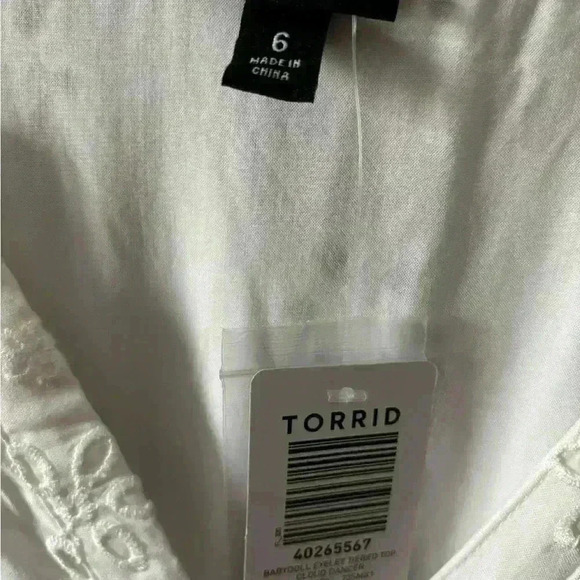 6
MADE IN
CHINA
TORRID
40265567
BABYDOLL EYELET TIERED TOP
CLOUD DANCER